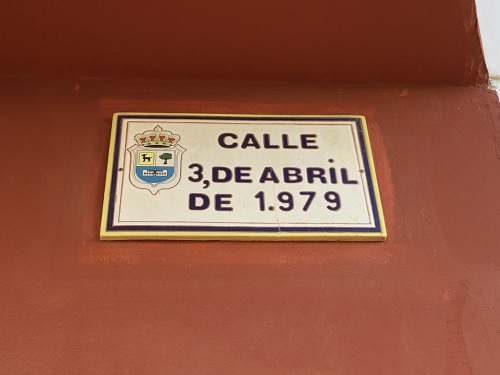 CALLE
3, DE ABRiL
DE 1.979